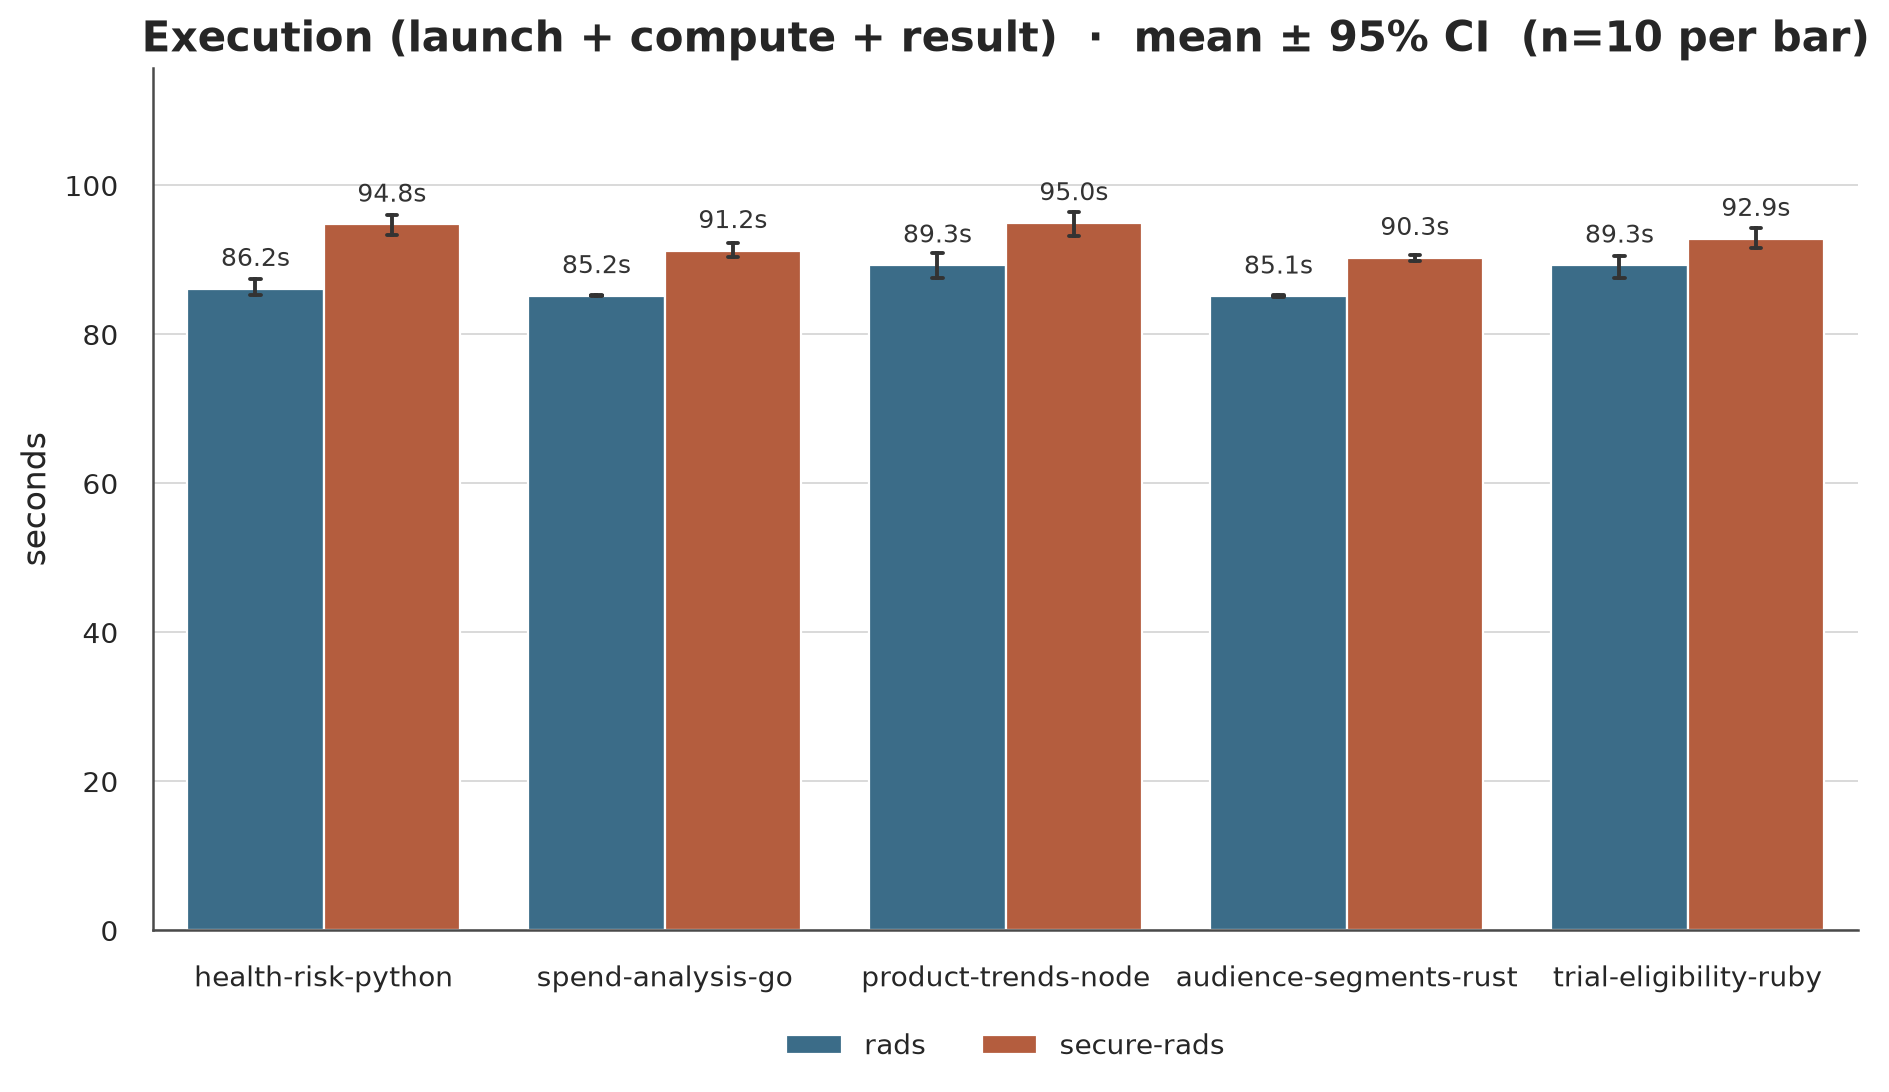 Execution (launch + compute + result) · mean ± 95% CI (n=10 per bar)
seconds
100
80
60
40
20
0
86.2s
94.8s
85.2s
91.2s
89.3s
95.0s
85.1s
90.3s
89.3s
92.9s
health-risk-python
spend-analysis-go
product-trends-node
audience-segments-rust
trial-eligibility-ruby
rads
secure-rads